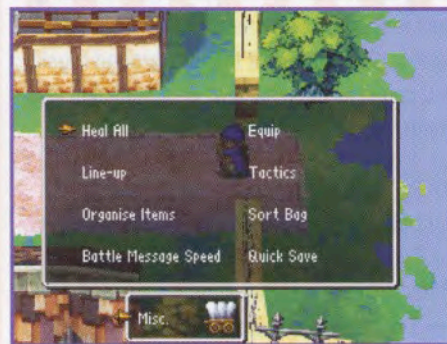 Heal All Equip
Line-up Tactics
Organise Items Sort Bag
Battle Message Speed Quick Save
Misc.